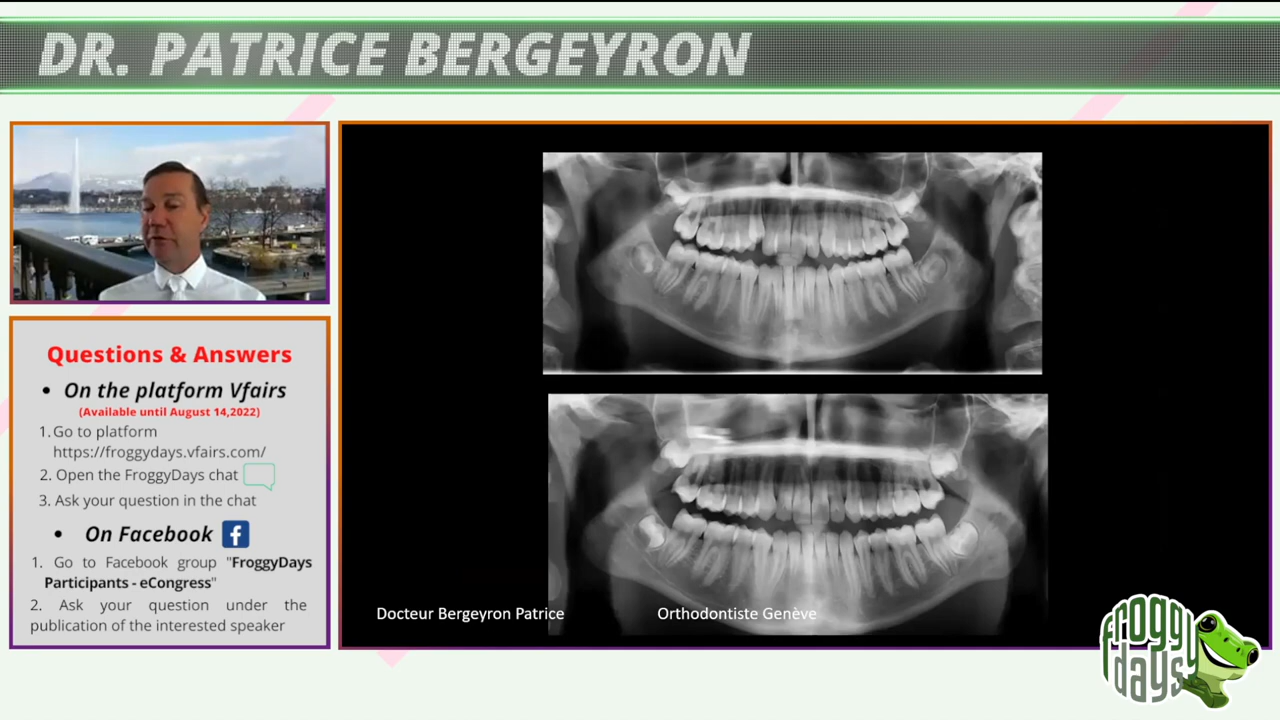 DR. PATRICE BERGEYRON
Questions & Answers
• On the platform Vfairs
(Available until August 14,2022)
1. Go to platform
https://froggydays.vfairs.com/
2. Open the FroggyDays chat
3. Ask your question in the chat
• On Facebook f
1. Go to Facebook group "FroggyDays
Participants - eCongress"
2. Ask your question under the
publication of the interested speaker
Docteur Bergeyron Patrice Orthodontiste Genève
froggy
days